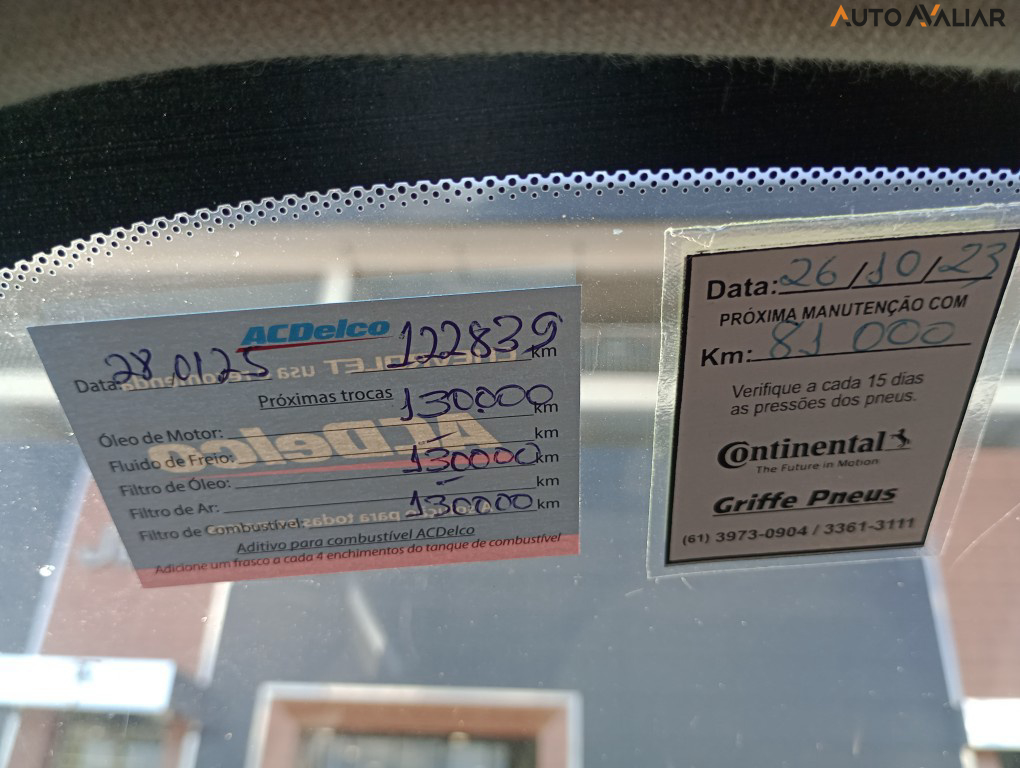 AUTO AVALIAR
ACDelco
Data: 28 01 25 122839 km
Próximas trocas
Óleo de Motor: 130.000 km
Fluido de Freio: - km
Filtro de Óleo: 130000 km
Filtro de Ar: - km
Filtro de Combustível: 130000 km
Aditivo para combustível ACDelco
Adicione um frasco a cada 4 enchimentos do tanque de combustível
Data: 26/10/23
PRÓXIMA MANUTENÇÃO COM
Km: 81 000
Verifique a cada 15 dias
as pressões dos pneus.
Continental
The Future in Motion
Griffe Pneus
(61) 3973-0904 / 3361-3111